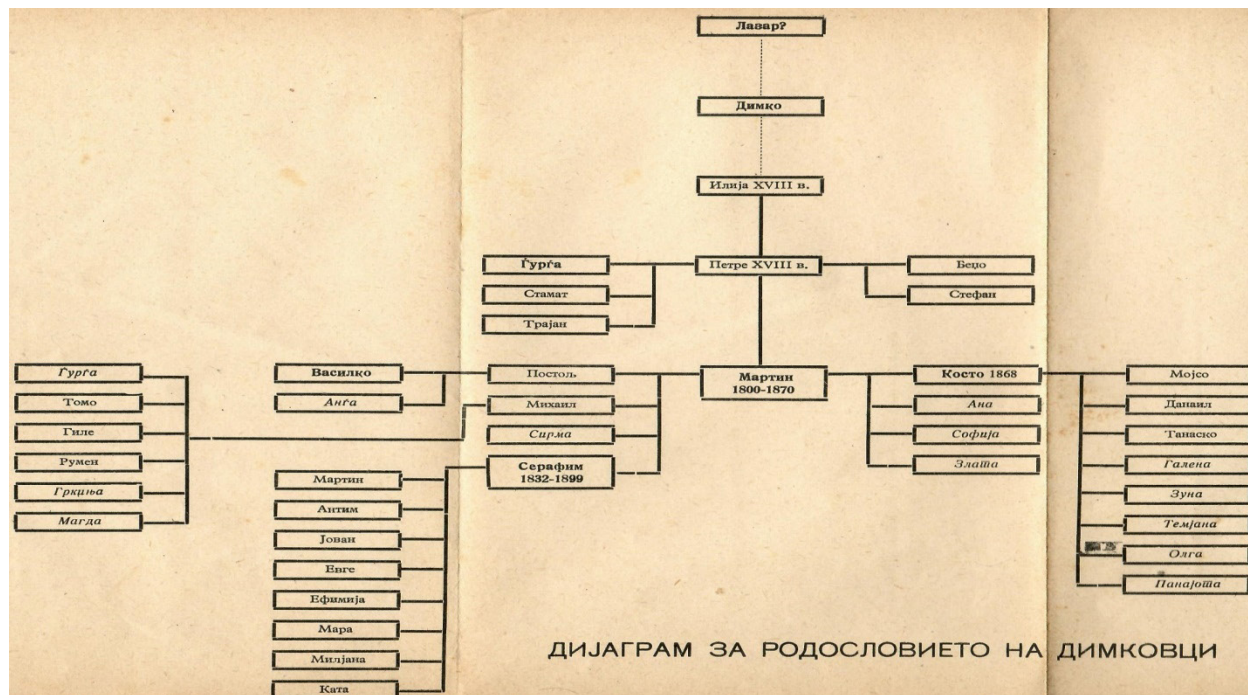 Лазар?
Димко
Илија XVIII в.
Ѓурѓа
Петре XVIII в.
Беџо
Стамат
Стефан
Трајан
Ѓурѓа
Василко
Постол.
Мартин
1800-1870
Косто 1868
Мојсо
Томо
Анѓа
Михаил
Ана
Данаил
Гиле
Сирма
Софија
Танаско
Румен
Серафим
1832-1899
Злата
Галена
Гркиња
Мартин
Зуна
Магда
Антим
Темјана
Јован
Олга
Евге
Панајота
Ефимија
Мара
Милјана
Ката
ДИЈАГРАМ ЗА РОДОСЛОВИЕТО НА ДИМКОВЦИ